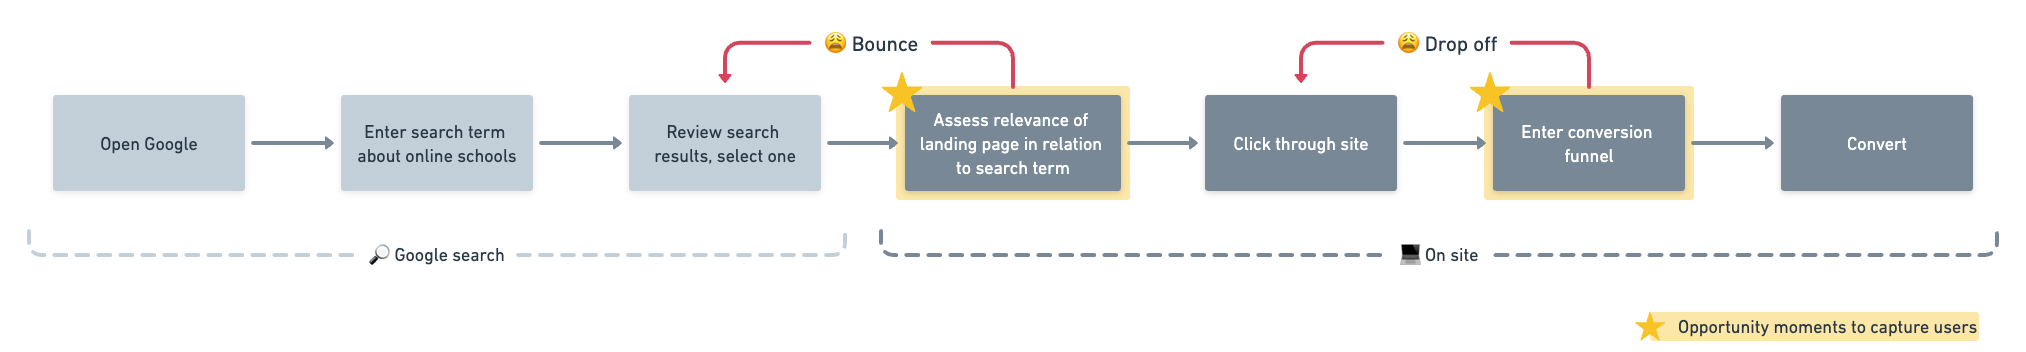 Bounce
Drop off
Open Google
Enter search term
about online schools
Review search
results, select one
Assess relevance of
landing page in relation
to search term
Click through site
Enter conversion
funnel
Convert
Google search
On site
Opportunity moments to capture users